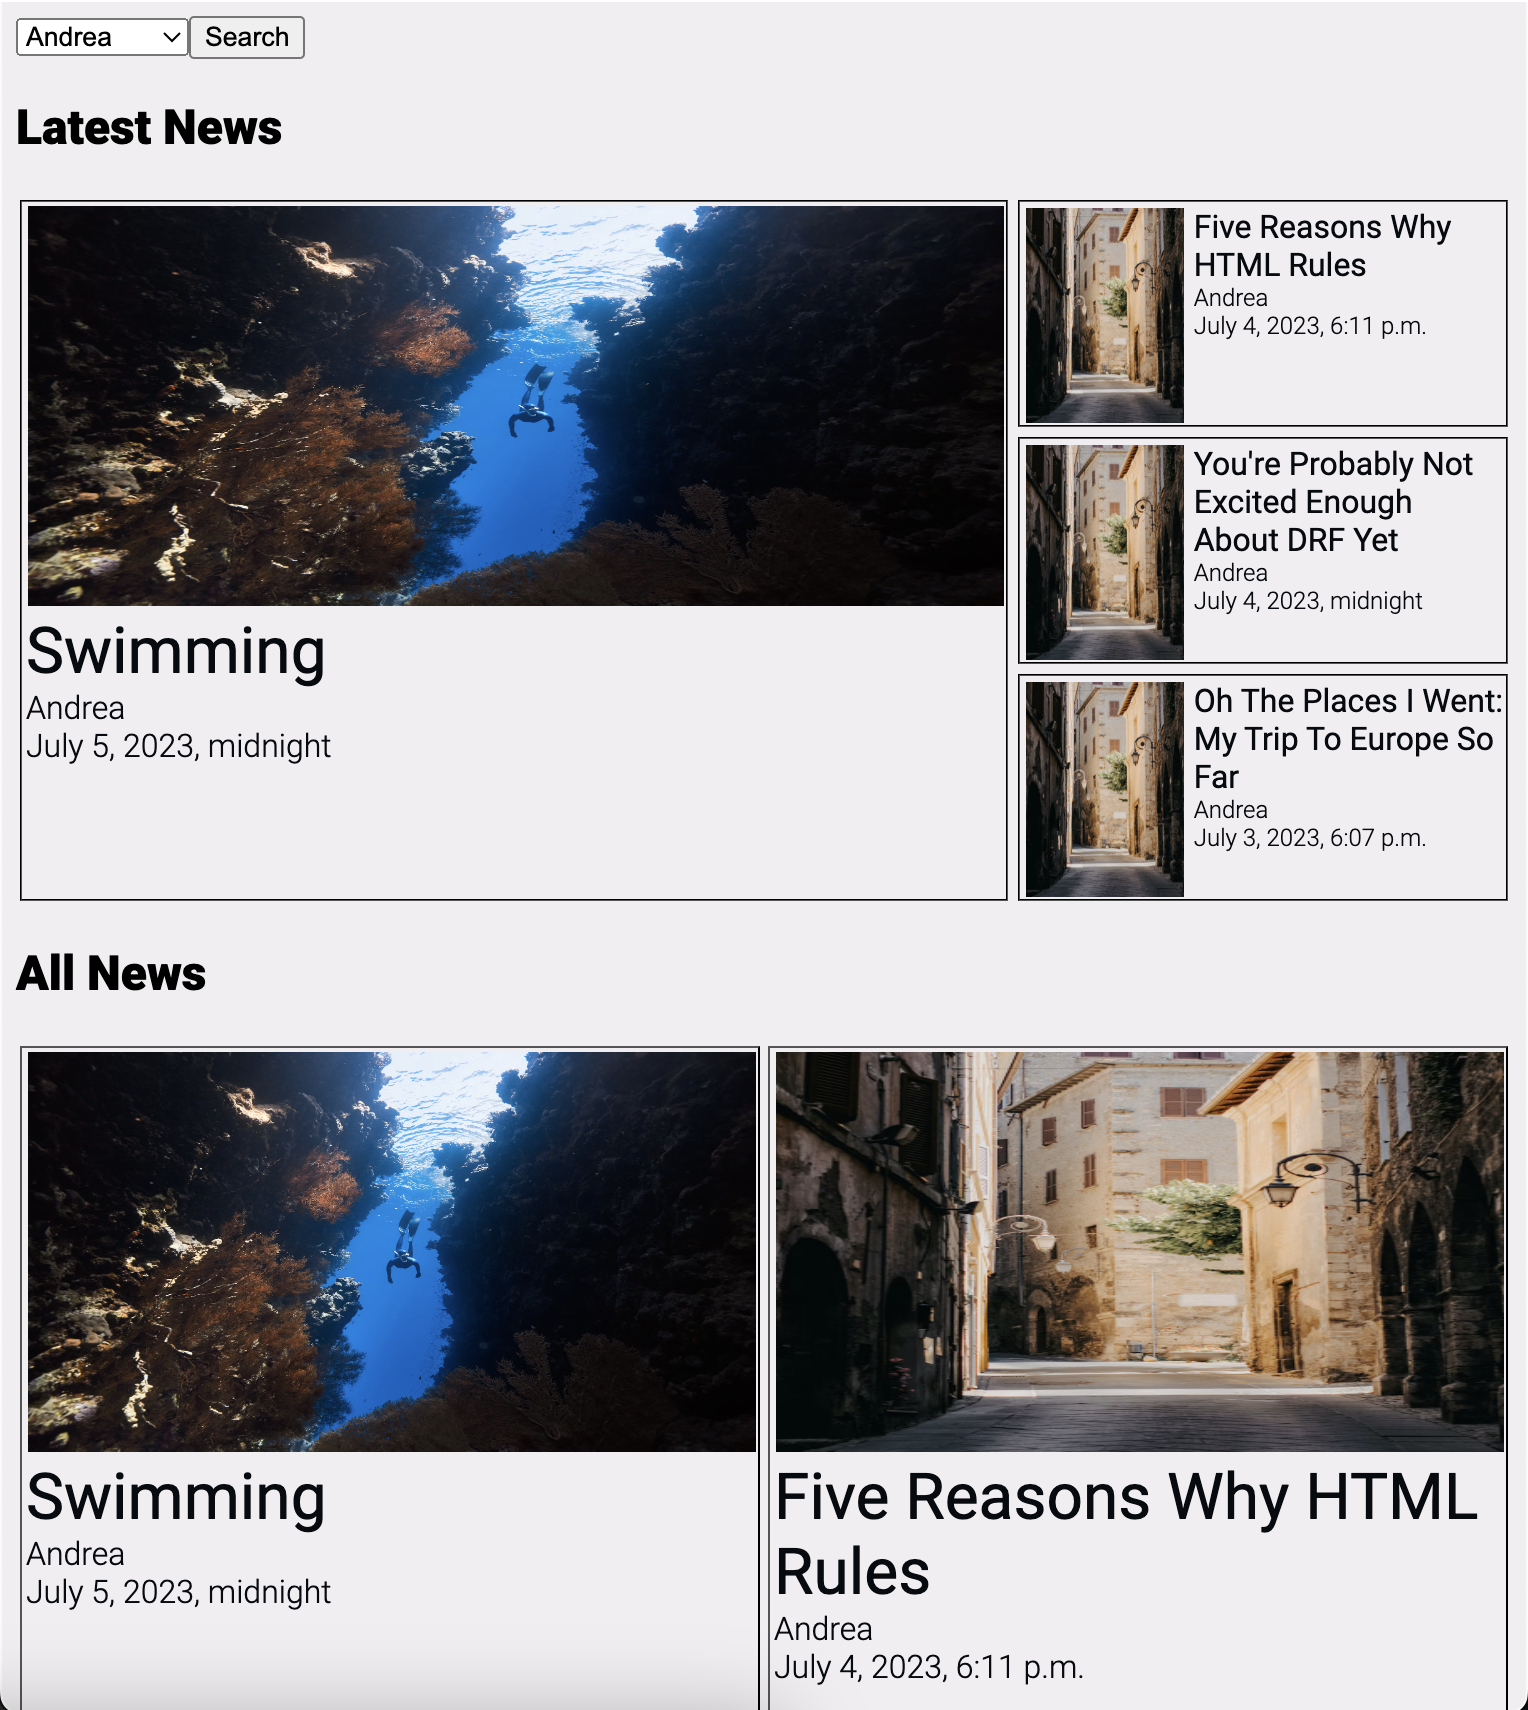 Andrea Search
Latest News
Swimming
Andrea
July 5, 2023, midnight
Five Reasons Why
HTML Rules
Andrea
July 4, 2023, 6:11 p.m.
You're Probably Not
Excited Enough
About DRF Yet
Andrea
July 4, 2023, midnight
Oh The Places I Went:
My Trip To Europe So
Far
Andrea
July 3, 2023, 6:07 p.m.
All News
Swimming
Andrea
July 5, 2023, midnight
Five Reasons Why HTML
Rules
Andrea
July 4, 2023, 6:11 p.m.